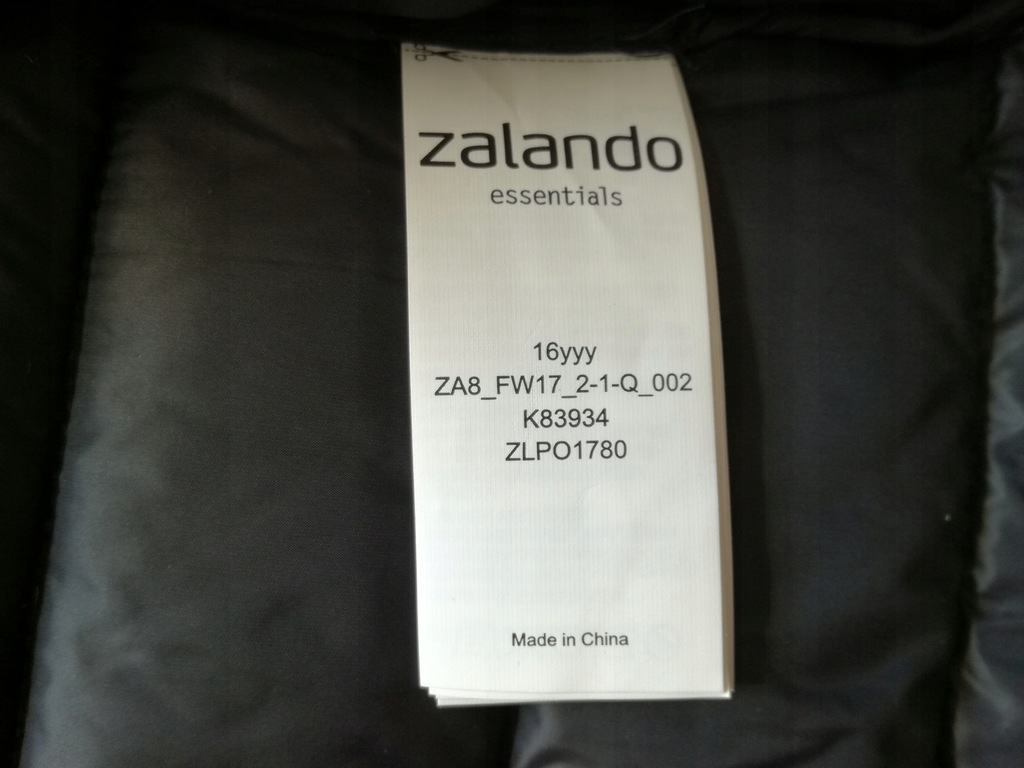 zalando
essentials
16yyy
ZA8_FW17_2-1-Q_002
K83934
ZLPO1780
Made in China